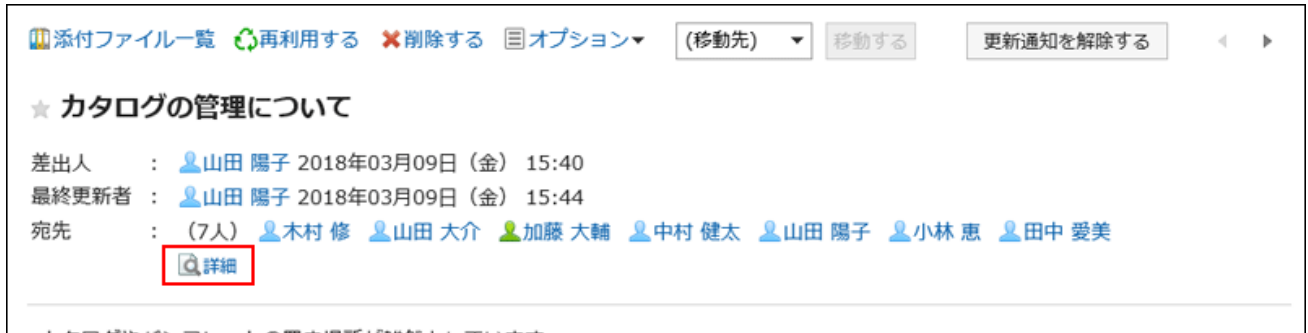 添付ファイル一覧 再利用する 削除する オプション (移動先) 移動する 更新通知を解除する
カタログの管理について
差出人 : 山田 陽子 2018年03月09日（金） 15:40
最終更新者 : 山田 陽子 2018年03月09日（金） 15:44
宛先 : （7人） 木村 修 山田 大介 加藤 大輔 中村 健太 山田 陽子 小林 恵 田中 愛美
詳細